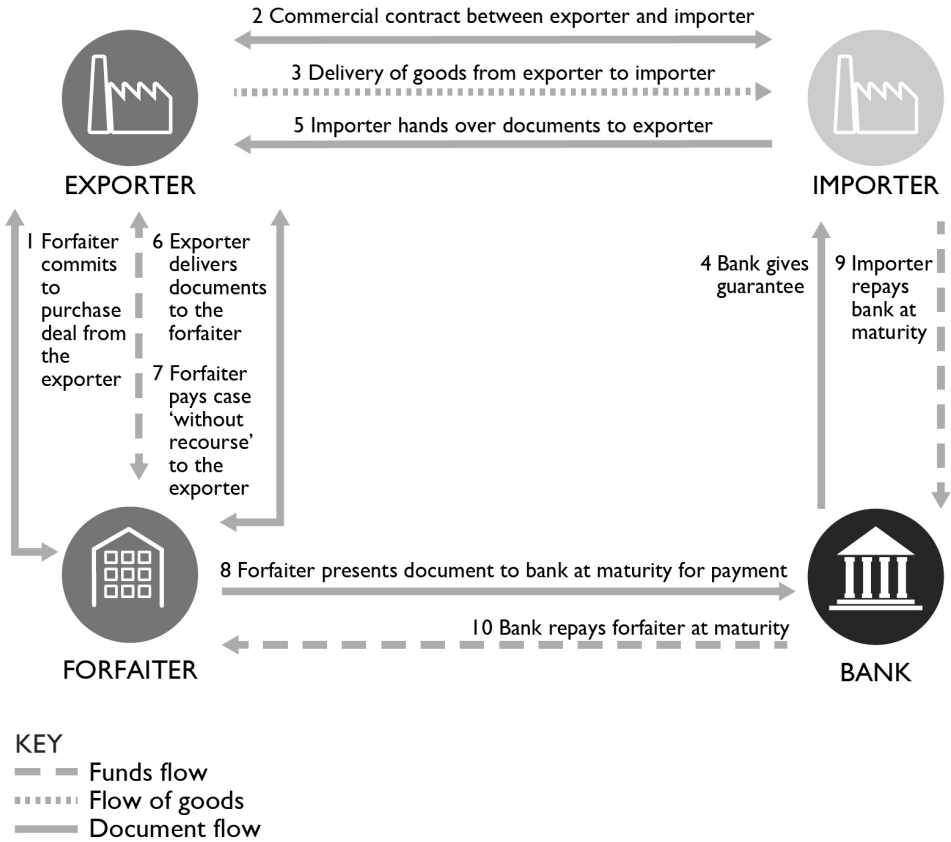 2 Commercial contract between exporter and importer
3 Delivery of goods from exporter to importer
5 Importer hands over documents to exporter
EXPORTER
IMPORTER
1 Forfaiter
commits
to
purchase
deal from
the
exporter
6 Exporter
delivers
documents
to the
forfaiter
7 Forfaiter
pays case
‘without
recourse’
to the
exporter
4 Bank gives
guarantee
9 Importer
repays
bank at
maturity
8 Forfaiter presents document to bank at maturity for payment
10 Bank repays forfaiter at maturity
FORFAITER
BANK
KEY
Funds flow
Flow of goods
Document flow